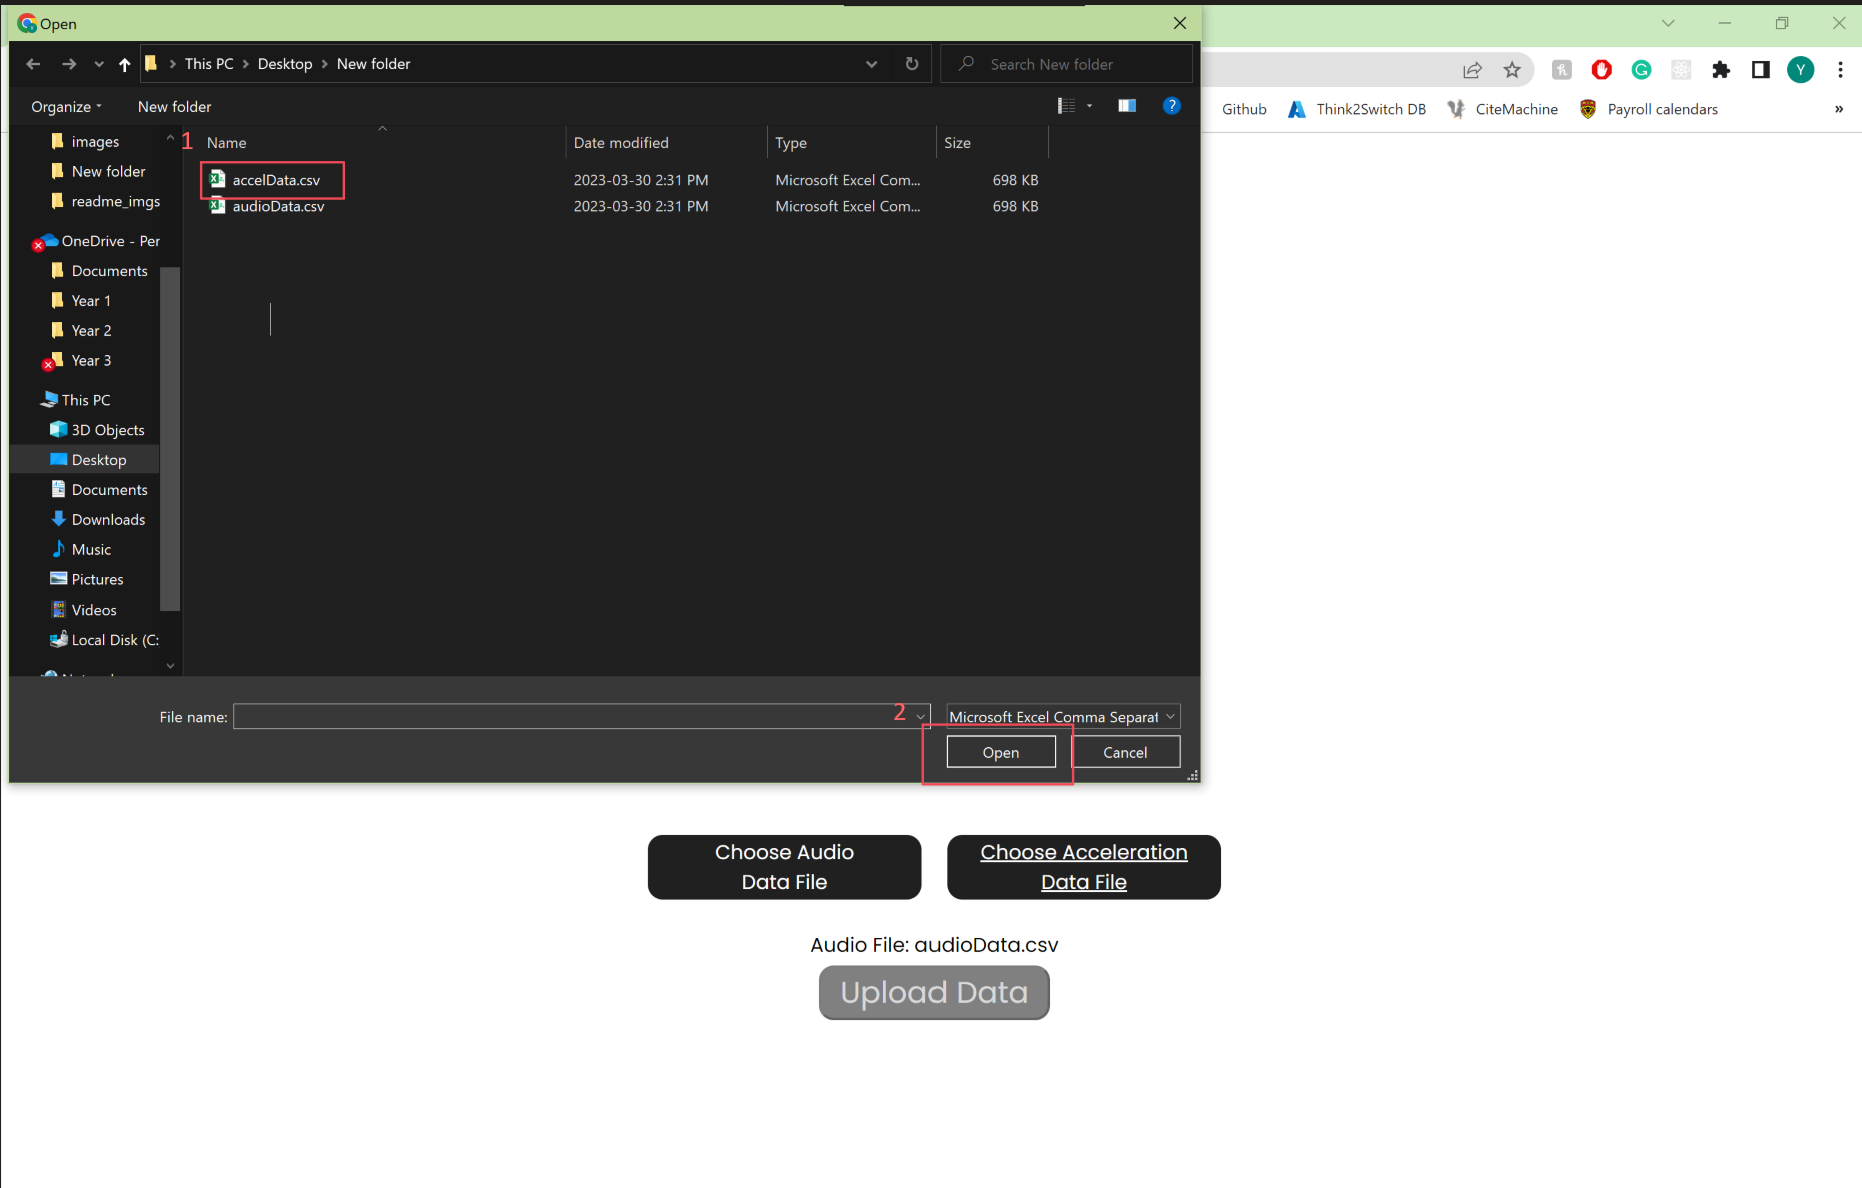 Open
This PC > Desktop > New folder
Search New folder
Organize
New folder
Github
Think2Switch DB
CiteMachine
Payroll calendars
»
Y
images
New folder
readme_imgs
OneDrive - Per
Documents
Year 1
Year 2
Year 3
This PC
3D Objects
Desktop
Documents
Downloads
Music
Pictures
Videos
Local Disk (C:
1
Name Date modified Type Size
accelData.csv 2023-03-30 2:31 PM Microsoft Excel Com... 698 KB
audioData.csv 2023-03-30 2:31 PM Microsoft Excel Com... 698 KB
File name:
2
Microsoft Excel Comma Separat
Open
Cancel
Choose Audio
Data File
Choose Acceleration
Data File
Audio File: audioData.csv
Upload Data